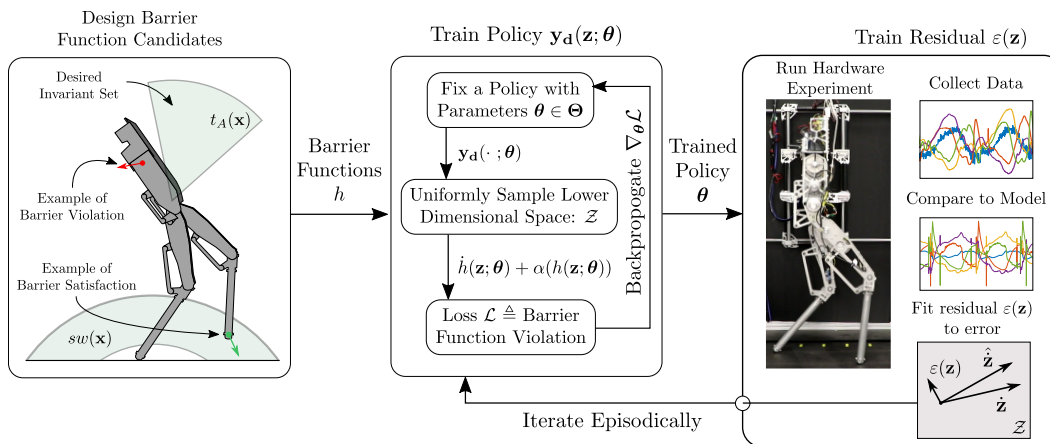 Design Barrier
Function Candidates
Desired
Invariant Set
t_A(x)
Example of
Barrier Violation
Example of
Barrier Satisfaction
sw(x)
Barrier
Functions
h
Train Policy y_d(z; θ)
Fix a Policy with
Parameters θ ∈ Θ
y_d(· ; θ)
Uniformly Sample Lower
Dimensional Space: 𝒵
ḣ(z; θ) + α(h(z; θ))
Loss ℒ ≜ Barrier
Function Violation
Backpropogate ∇_θℒ
Trained
Policy
θ
Iterate Episodically
Train Residual ε(z)
Run Hardware
Experiment
Collect Data
Compare to Model
Fit residual ε(z)
to error
ε(z)
ż̂
ż
𝒵